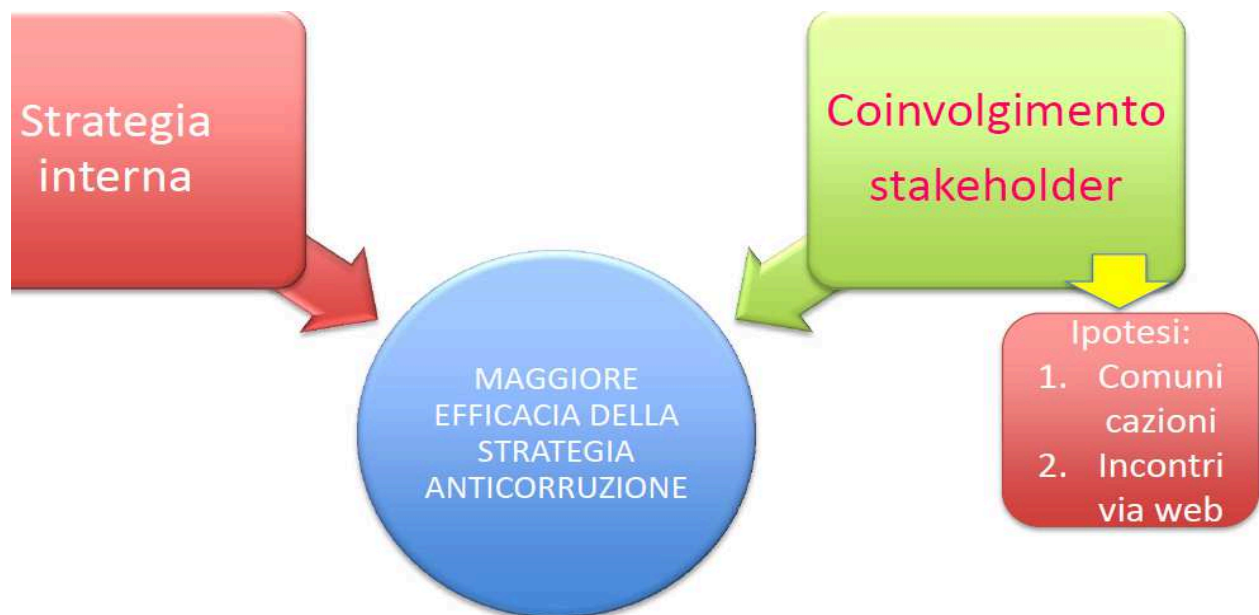 Strategia
interna
Coinvolgimento
stakeholder
MAGGIORE
EFFICACIA DELLA
STRATEGIA
ANTICORRUZIONE
Ipotesi:
1. Comuni
cazioni
2. Incontri
via web